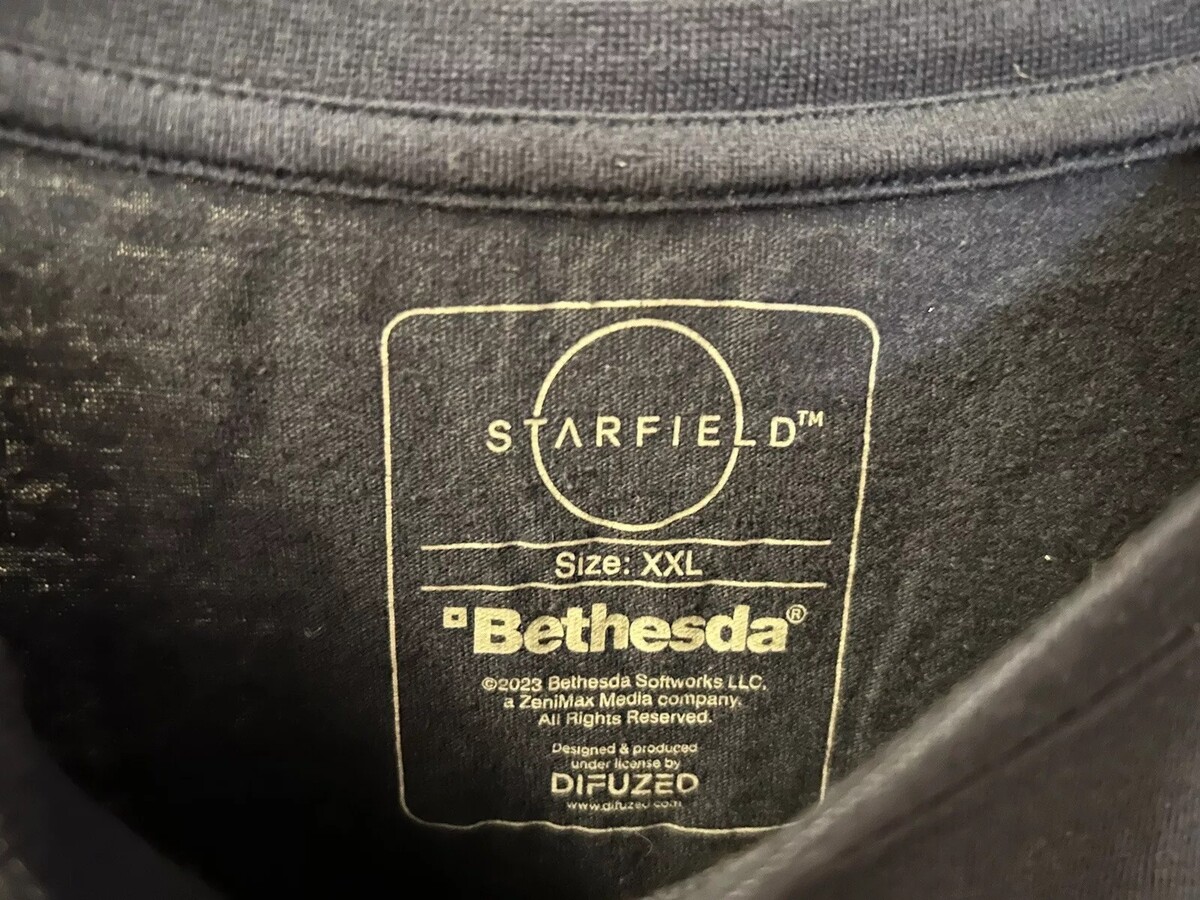 STARFIELD™
Size: XXL
Bethesda®
©2023 Bethesda Softworks LLC,
a ZeniMax Media company.
All Rights Reserved.
Designed & produced
under license by
DIFUZED
www.difuzed.com